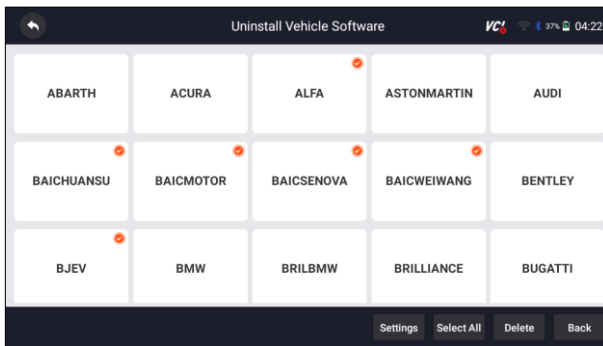 Uninstall Vehicle Software VCI 37% 04:22
ABARTH ACURA ALFA ASTONMARTIN AUDI
BAICHUANSU BAICMOTOR BAICSENOVA BAICWEIWANG BENTLEY
BJEV BMW BRILBMW BRILLIANCE BUGATTI
Settings Select All Delete Back